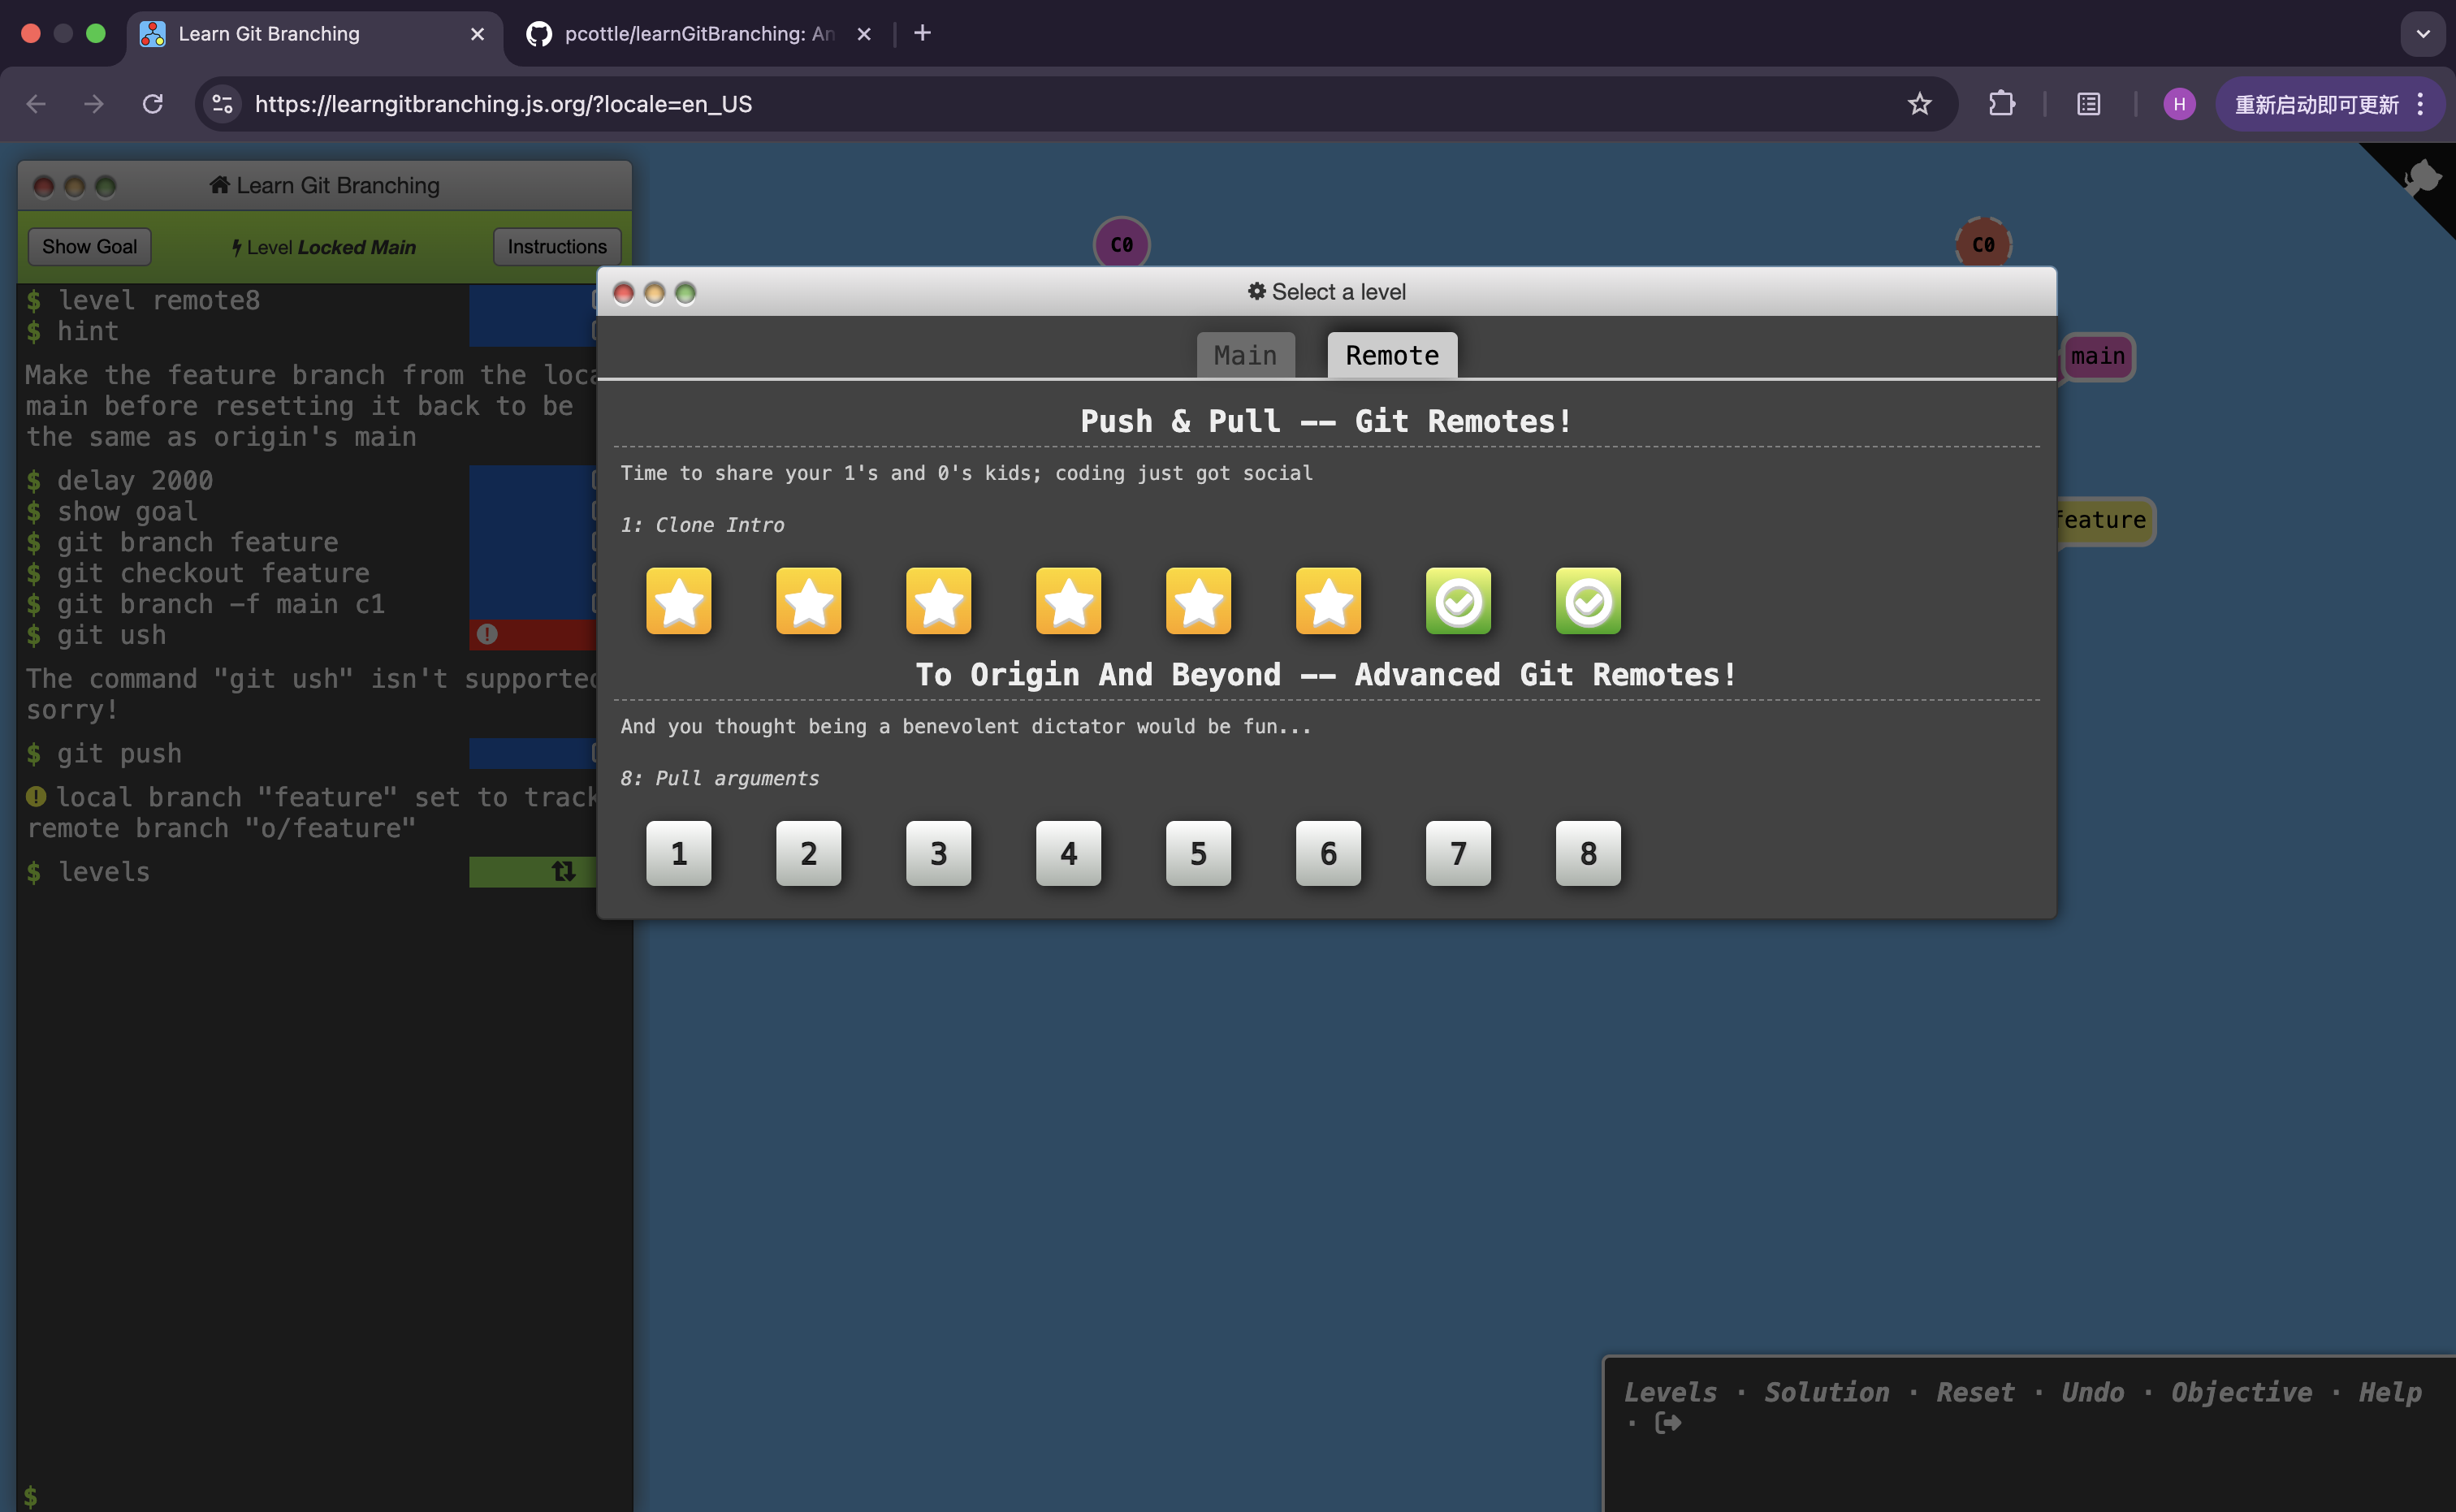 Learn Git Branching
pcottle/learnGitBranching: An
https://learngitbranching.js.org/?locale=en_US
H
重新启动即可更新
Learn Git Branching
Show Goal
Level Locked Main
Instructions
$ level remote8
$ hint
Make the feature branch from the loca
main before resetting it back to be
the same as origin's main
$ delay 2000
$ show goal
$ git branch feature
$ git checkout feature
$ git branch -f main c1
$ git ush
The command "git ush" isn't supported
sorry!
$ git push
local branch "feature" set to track
remote branch "o/feature"
$ levels
$
C0
C0
main
feature
Select a level
Main
Remote
Push & Pull -- Git Remotes!
Time to share your 1's and 0's kids; coding just got social
1: Clone Intro
To Origin And Beyond -- Advanced Git Remotes!
And you thought being a benevolent dictator would be fun...
8: Pull arguments
1 2 3 4 5 6 7 8
Levels · Solution · Reset · Undo · Objective · Help
·